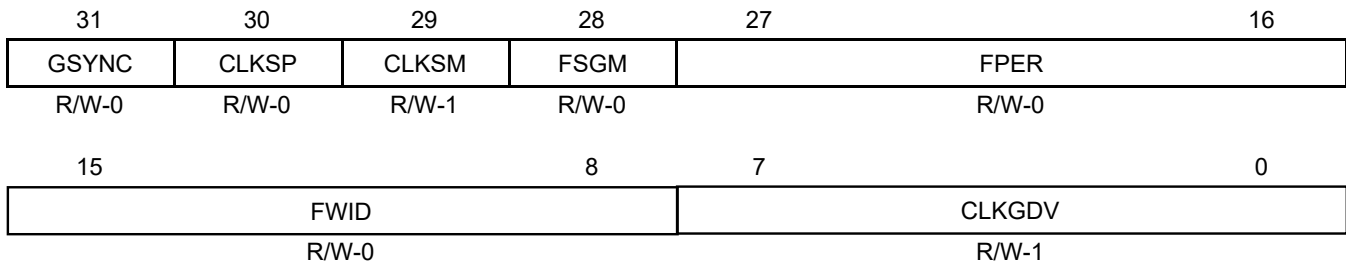 31 30 29 28 27 16
GSYNC CLKSP CLKSM FSGM FPER
R/W-0 R/W-0 R/W-1 R/W-0 R/W-0
15 8 7 0
FWID CLKGDV
R/W-0 R/W-1